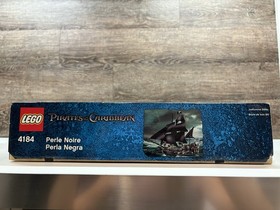 LEGO
PIRATES of the CARIBBEAN
4184
Perle Noire
Perla Negra